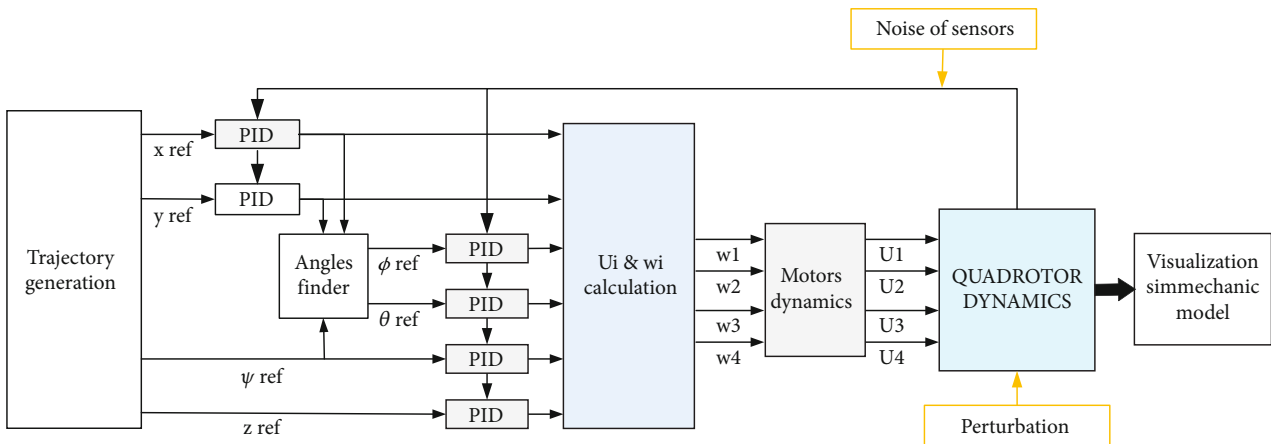 Noise of sensors
PID
x ref
PID
y ref
Trajectory
generation
Angles
finder
ϕ ref
θ ref
ψ ref
z ref
PID
PID
PID
PID
Ui & wi
calculation
w1
w2
w3
w4
Motors
dynamics
U1
U2
U3
U4
QUADROTOR
DYNAMICS
Visualization
simmechanic
model
Perturbation